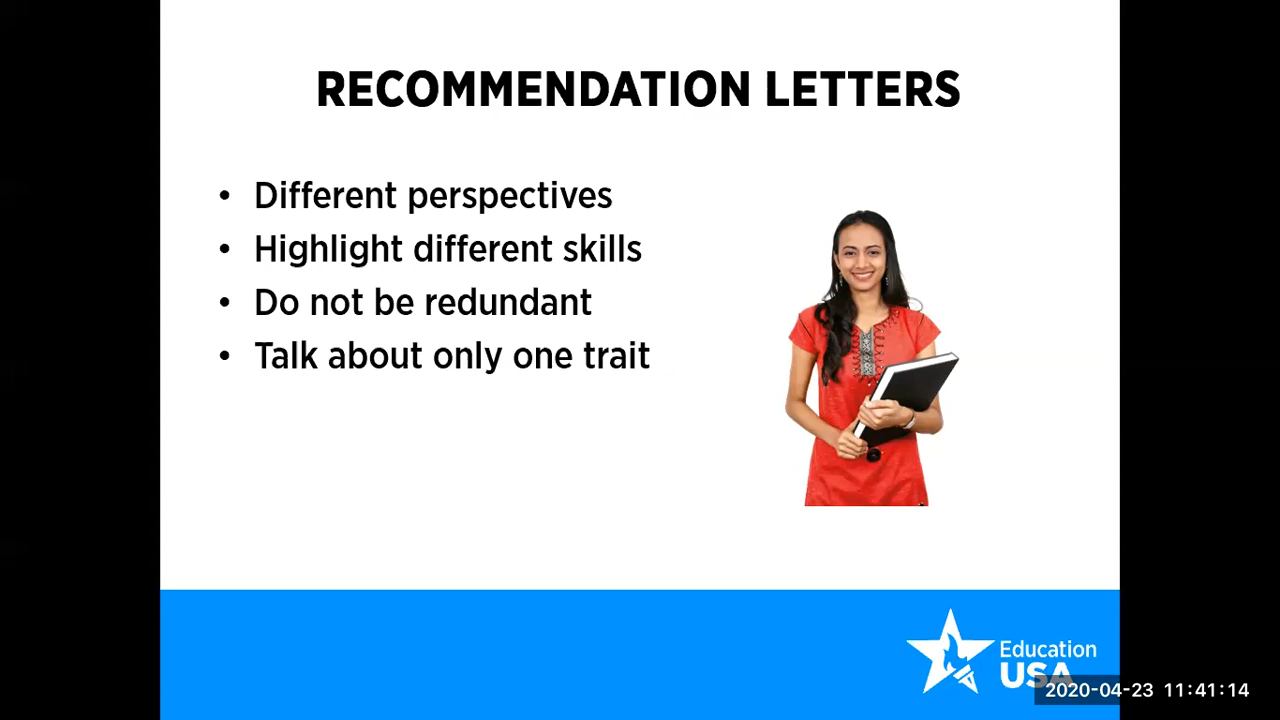 RECOMMENDATION LETTERS
• Different perspectives
• Highlight different skills
• Do not be redundant
• Talk about only one trait
Education
USA
2020-04-23 11:41:14